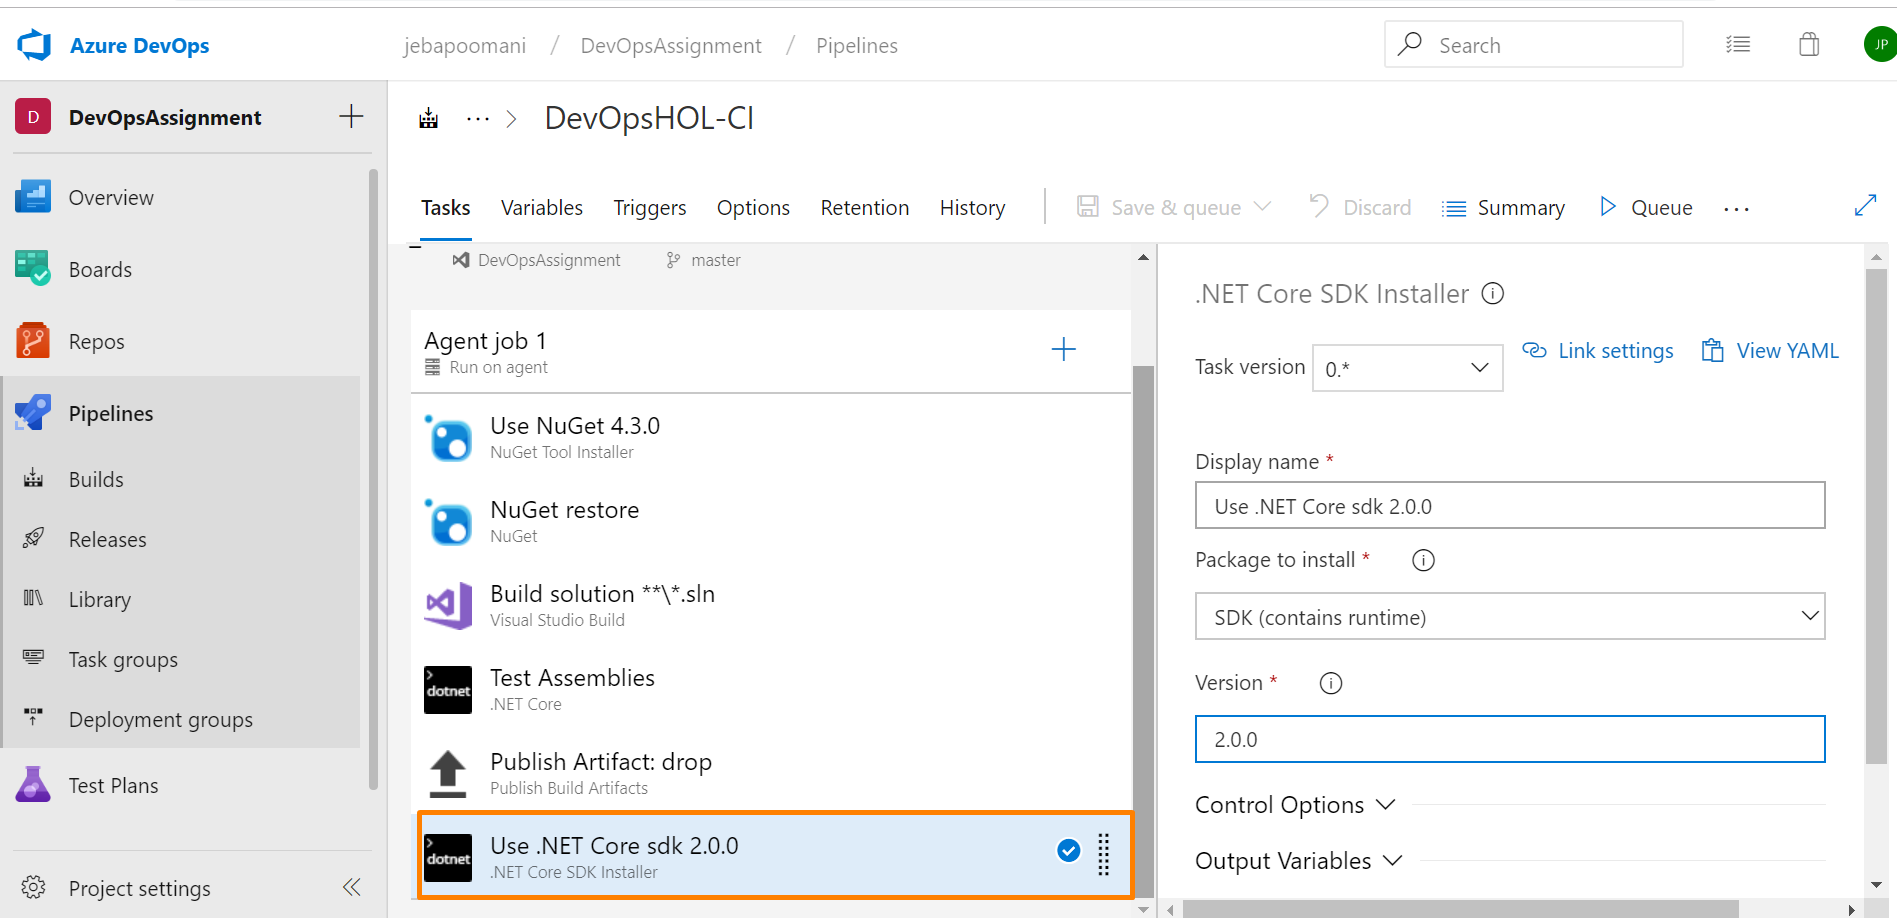 Azure DevOps
jebapoomani / DevOpsAssignment / Pipelines
Search
JP
D DevOpsAssignment
Overview
Boards
Repos
Pipelines
Builds
Releases
Library
Task groups
Deployment groups
Test Plans
Project settings
... DevOpsHOL-CI
Tasks Variables Triggers Options Retention History Save & queue Discard Summary Queue ...
DevOpsAssignment master
Agent job 1
Run on agent
Use NuGet 4.3.0
NuGet Tool Installer
NuGet restore
NuGet
Build solution **\*.sln
Visual Studio Build
dotnet
Test Assemblies
.NET Core
Publish Artifact: drop
Publish Build Artifacts
dotnet
Use .NET Core sdk 2.0.0
.NET Core SDK Installer
.NET Core SDK Installer
Task version 0.* Link settings View YAML
Display name *
Use .NET Core sdk 2.0.0
Package to install *
SDK (contains runtime)
Version *
2.0.0
Control Options
Output Variables